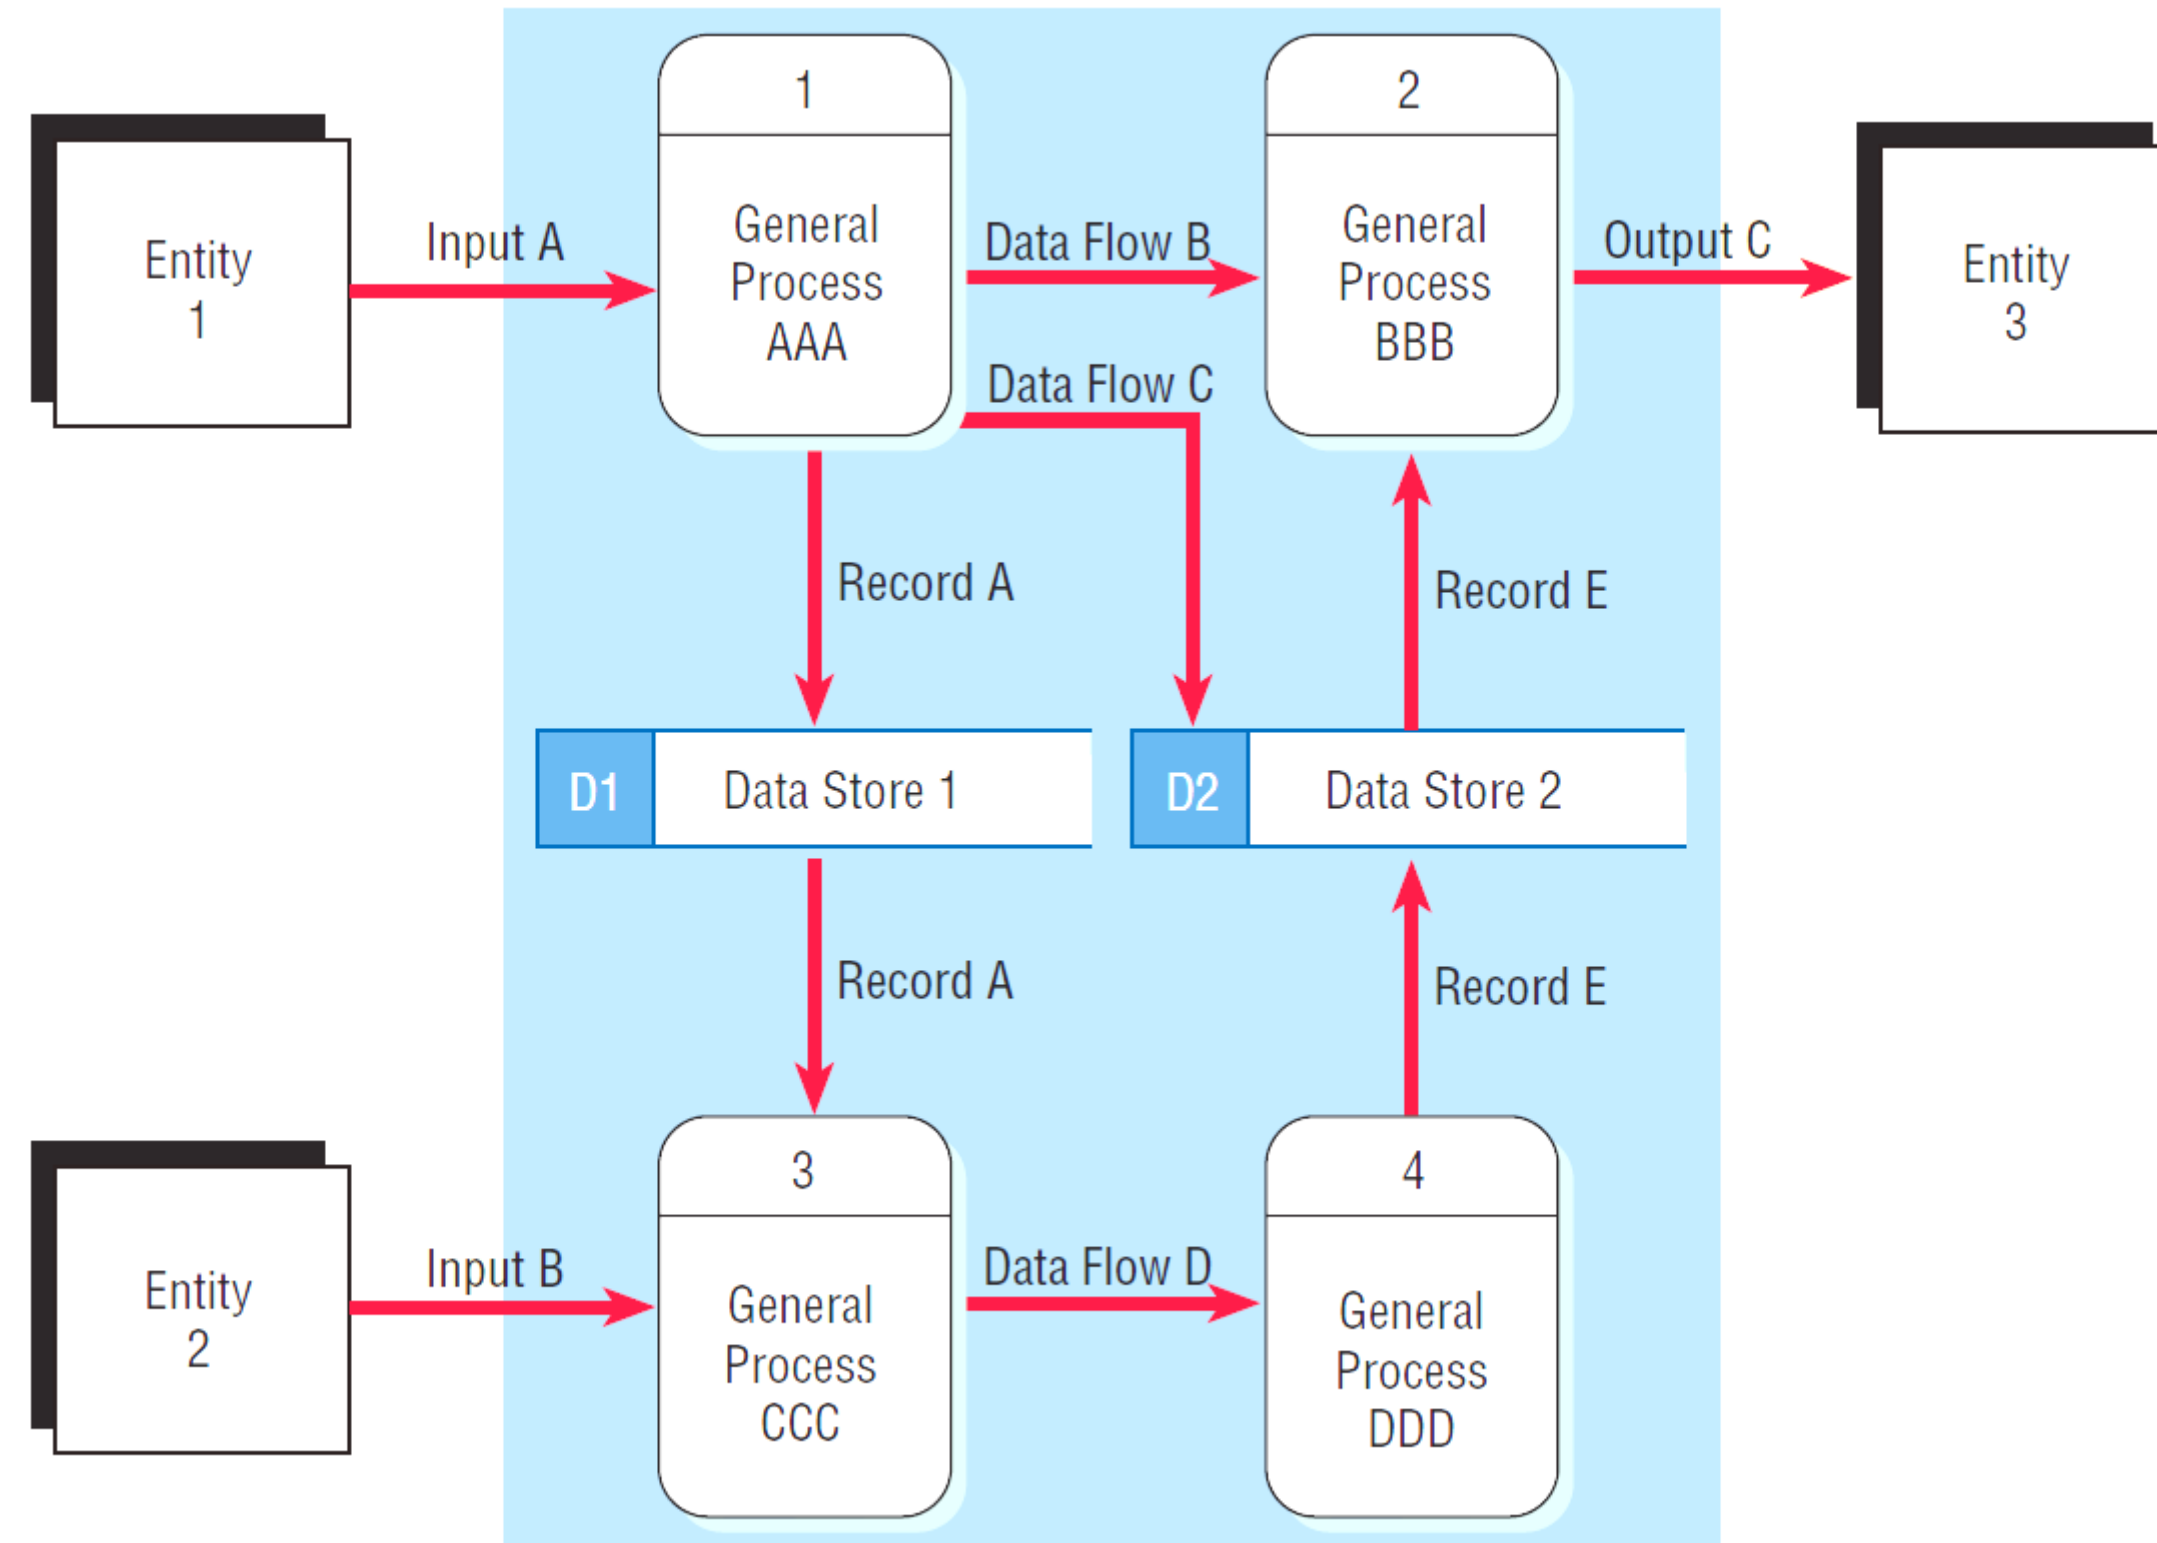 1
2
Entity
1
Input A
General
Process
AAA
Data Flow B
General
Process
BBB
Output C
Entity
3
Data Flow C
Record A
Record E
D1
Data Store 1
D2
Data Store 2
Record A
Record E
3
4
Entity
2
Input B
General
Process
CCC
Data Flow D
General
Process
DDD